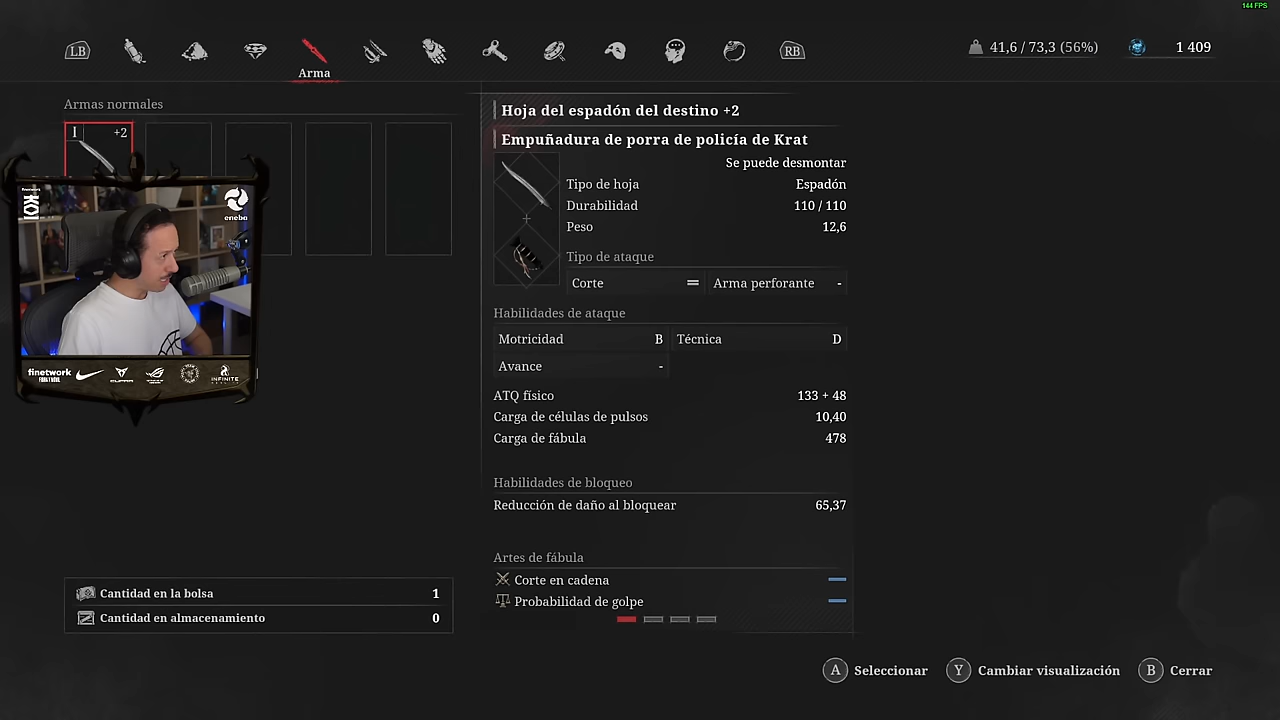 144 FPS
LB
RB
41,6 / 73,3 (56%)
1 409
Arma
Armas normales
I +2
Hoja del espadón del destino +2
Empuñadura de porra de policía de Krat
Se puede desmontar
Tipo de hoja Espadón
Durabilidad 110 / 110
Peso 12,6
Tipo de ataque
Corte Arma perforante -
Habilidades de ataque
Motricidad B Técnica D
Avance -
ATQ físico 133 + 48
Carga de células de pulsos 10,40
Carga de fábula 478
Habilidades de bloqueo
Reducción de daño al bloquear 65,37
Artes de fábula
Corte en cadena
Probabilidad de golpe
KOI
eneba
finetwork
CUPRA
INFINITE
Cantidad en la bolsa 1
Cantidad en almacenamiento 0
A Seleccionar Y Cambiar visualización B Cerrar